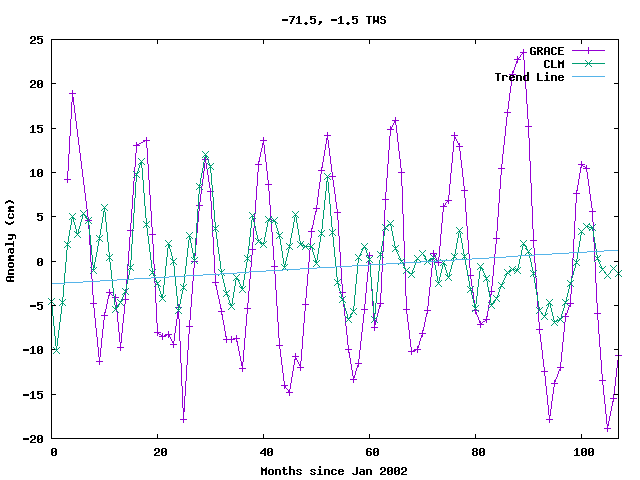 -71.5, -1.5 TWS
GRACE
CLM
Trend Line
25
20
15
10
5
0
-5
-10
-15
-20
Anomaly (cm)
0 20 40 60 80 100
Months since Jan 2002